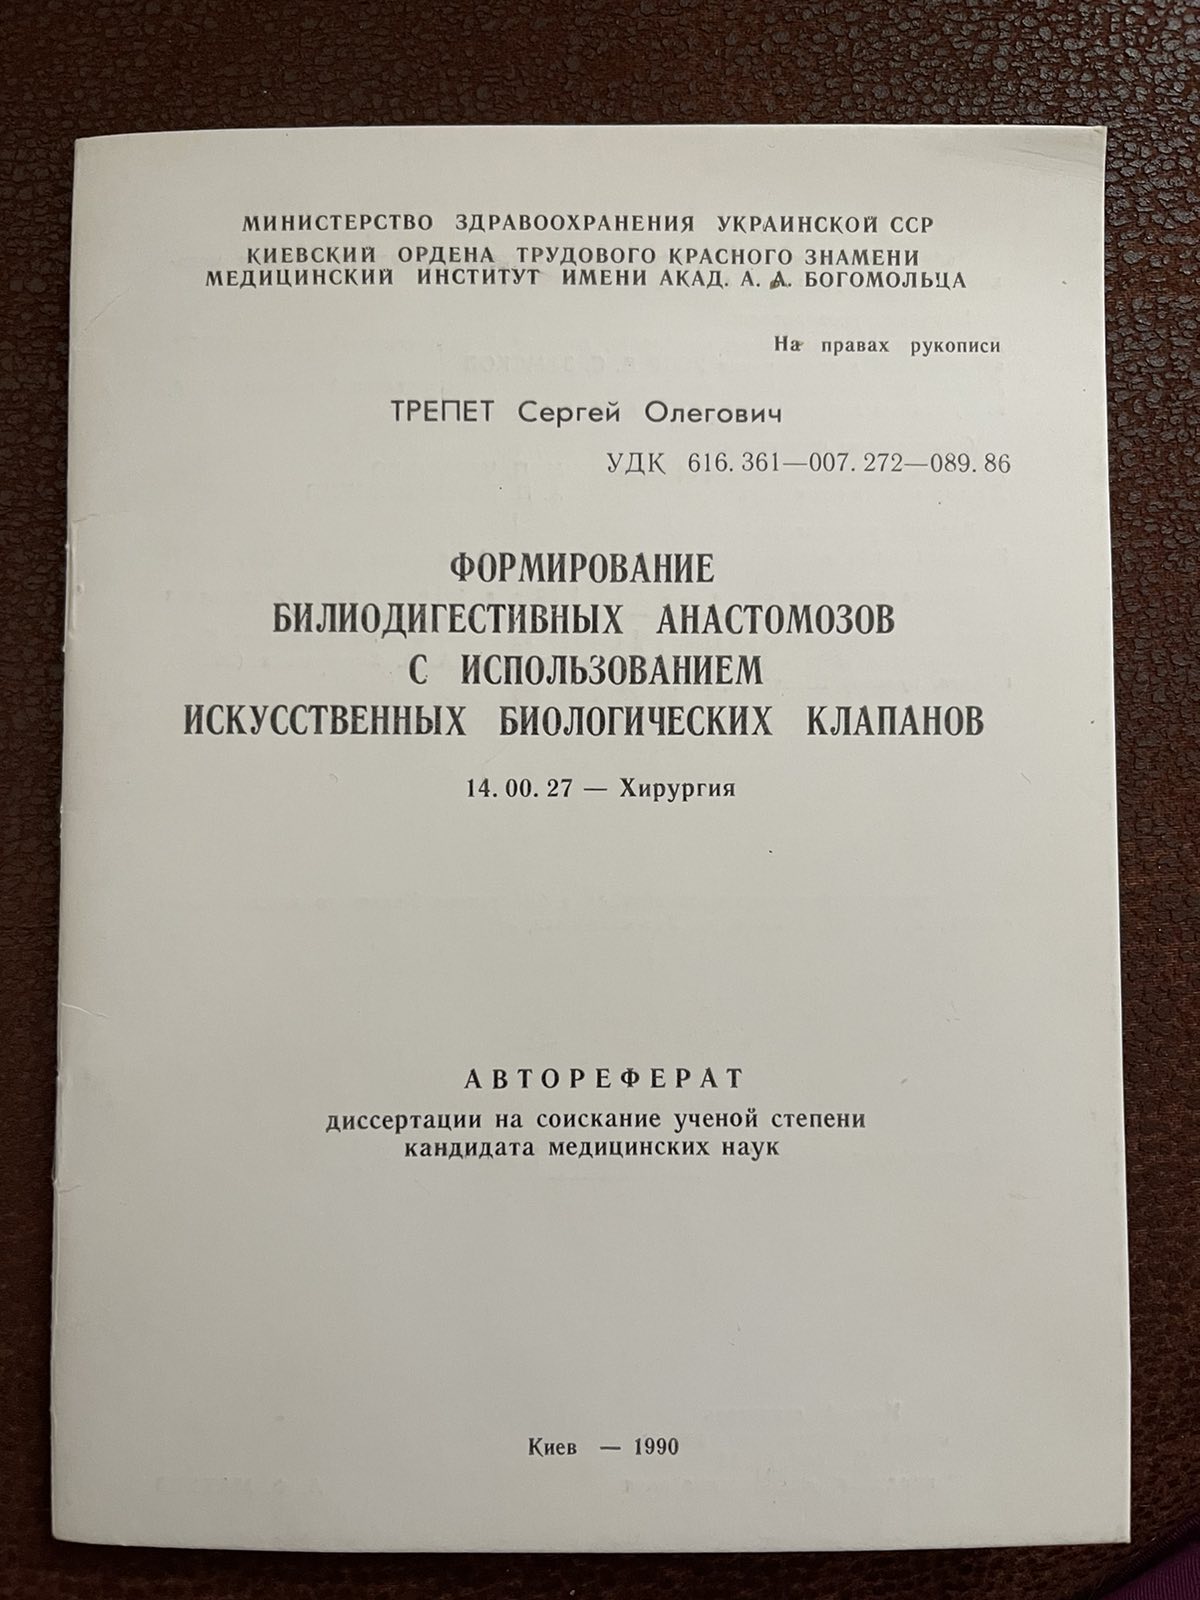 МИНИСТЕРСТВО ЗДРАВООХРАНЕНИЯ УКРАИНСКОЙ ССР
КИЕВСКИЙ ОРДЕНА ТРУДОВОГО КРАСНОГО ЗНАМЕНИ
МЕДИЦИНСКИЙ ИНСТИТУТ ИМЕНИ АКАД. А. А. БОГОМОЛЬЦА
На правах рукописи
ТРЕПЕТ Сергей Олегович
УДК 616.361—007.272—089.86
ФОРМИРОВАНИЕ
БИЛИОДИГЕСТИВНЫХ АНАСТОМОЗОВ
С ИСПОЛЬЗОВАНИЕМ
ИСКУССТВЕННЫХ БИОЛОГИЧЕСКИХ КЛАПАНОВ
14.00.27 — Хирургия
АВТОРЕФЕРАТ
диссертации на соискание ученой степени
кандидата медицинских наук
Киев — 1990